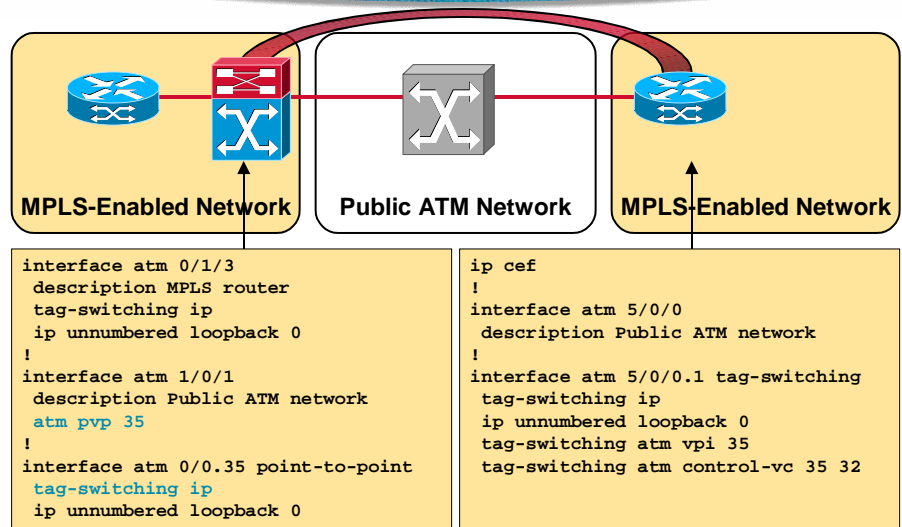 MPLS-Enabled Network
Public ATM Network
MPLS-Enabled Network
interface atm 0/1/3
description MPLS router
tag-switching ip
ip unnumbered loopback 0
!
interface atm 1/0/1
description Public ATM network
atm pvp 35
!
interface atm 0/0.35 point-to-point
tag-switching ip
ip unnumbered loopback 0
ip cef
!
interface atm 5/0/0
description Public ATM network
!
interface atm 5/0/0.1 tag-switching
tag-switching ip
ip unnumbered loopback 0
tag-switching atm vpi 35
tag-switching atm control-vc 35 32